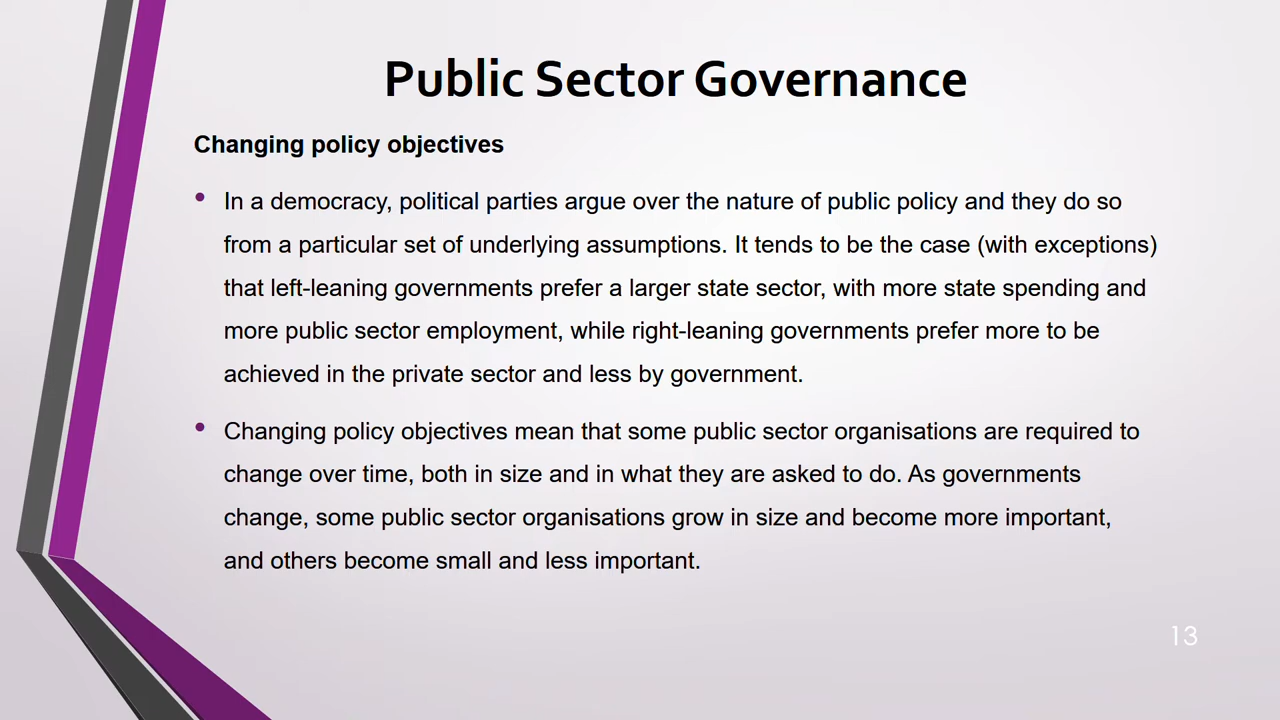 Public Sector Governance
Changing policy objectives
• In a democracy, political parties argue over the nature of public policy and they do so
from a particular set of underlying assumptions. It tends to be the case (with exceptions)
that left-leaning governments prefer a larger state sector, with more state spending and
more public sector employment, while right-leaning governments prefer more to be
achieved in the private sector and less by government.
• Changing policy objectives mean that some public sector organisations are required to
change over time, both in size and in what they are asked to do. As governments
change, some public sector organisations grow in size and become more important,
and others become small and less important.
13